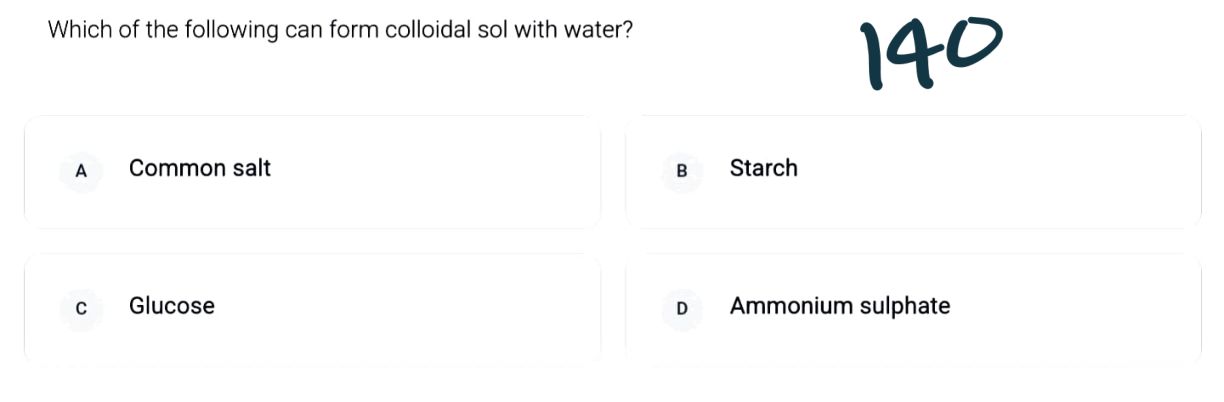 Which of the following can form colloidal sol with water?
140
A Common salt
B Starch
C Glucose
D Ammonium sulphate